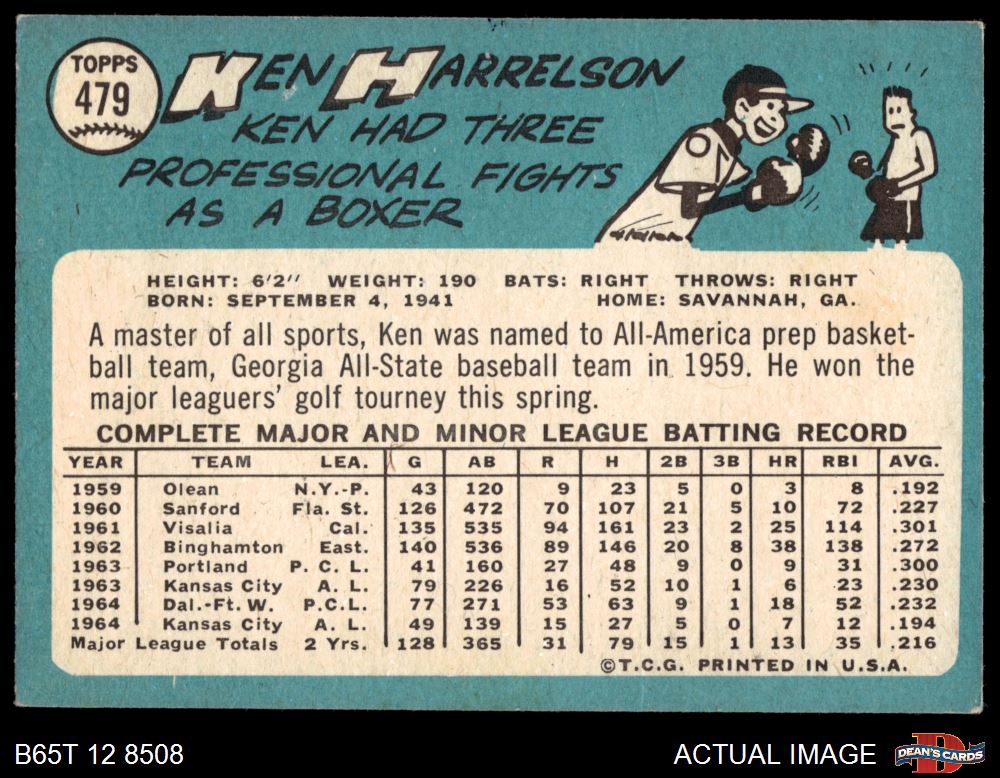 TOPPS
479
KEN HARRELSON
KEN HAD THREE
PROFESSIONAL FIGHTS
AS A BOXER
HEIGHT: 6'2" WEIGHT: 190 BATS: RIGHT THROWS: RIGHT
BORN: SEPTEMBER 4, 1941 HOME: SAVANNAH, GA.
A master of all sports, Ken was named to All-America prep basket-
ball team, Georgia All-State baseball team in 1959. He won the
major leaguers' golf tourney this spring.
COMPLETE MAJOR AND MINOR LEAGUE BATTING RECORD
YEAR TEAM LEA. G AB R H 2B 3B HR RBI AVG.
1959 Olean N.Y.-P. 43 120 9 23 5 0 3 8 .192
1960 Sanford Fla. St. 126 472 70 107 21 5 10 72 .227
1961 Visalia Cal. 135 535 94 161 23 2 25 114 .301
1962 Binghamton East. 140 536 89 146 20 8 38 138 .272
1963 Portland P. C. L. 41 160 27 48 9 0 9 31 .300
1963 Kansas City A. L. 79 226 16 52 10 1 6 23 .230
1964 Dal.-Ft. W. P.C.L. 77 271 53 63 9 1 18 52 .232
1964 Kansas City A. L. 49 139 15 27 5 0 7 12 .194
Major League Totals 2 Yrs. 128 365 31 79 15 1 13 35 .216
©T.C.G. PRINTED IN U.S.A.
B65T 12 8508 ACTUAL IMAGE
D
DEAN'S CARDS